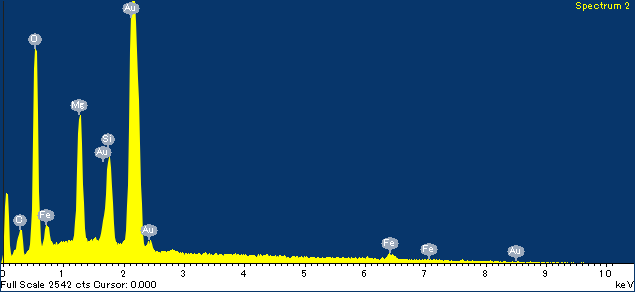 Spectrum 2
Au
O
Mg
Si
Au
C
Fe
Au
Fe
Fe
Au
0 1 2 3 4 5 6 7 8 9 10
Full Scale 2542 cts Cursor: 0.000 keV